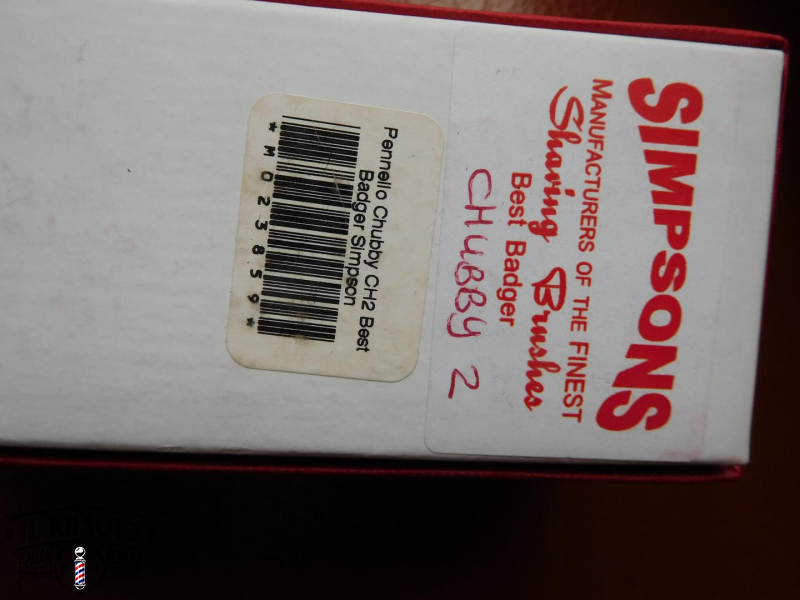 SIMPSONS
MANUFACTURERS OF THE FINEST
Shaving Brushes
Best Badger
CHUBBY 2
Pennello Chubby CH2 Best
Badger Simpson
*M023859*